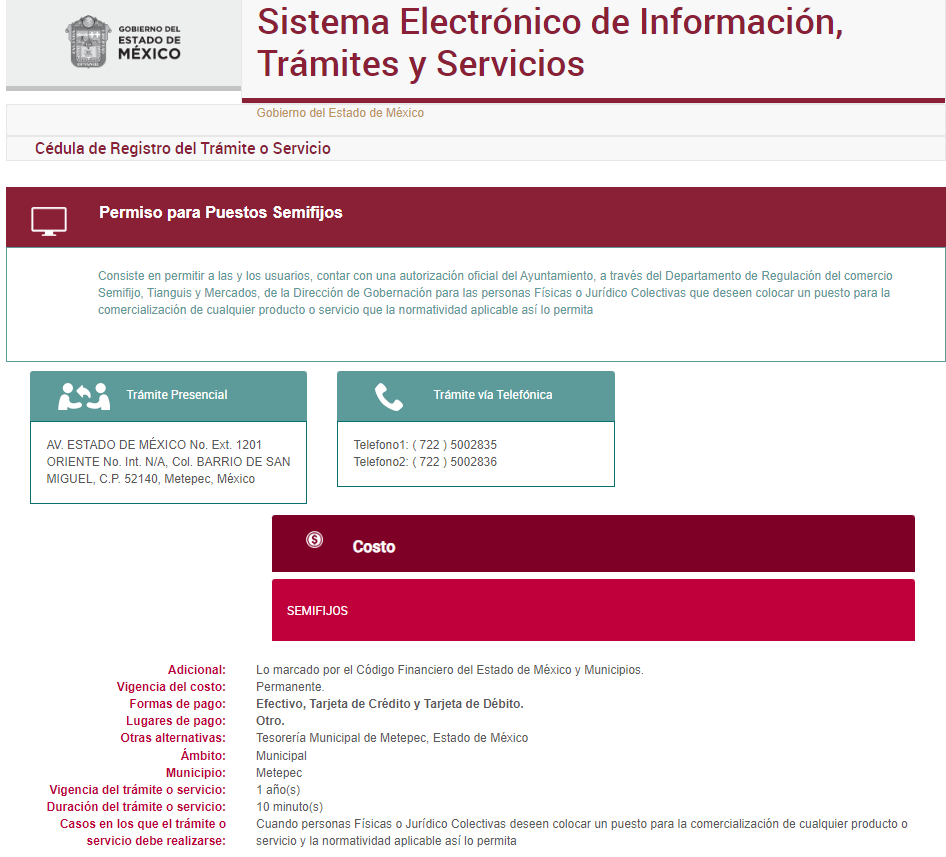 GOBIERNO DEL
ESTADO DE
MÉXICO
Sistema Electrónico de Información,
Trámites y Servicios
Gobierno del Estado de México
Cédula de Registro del Trámite o Servicio
Permiso para Puestos Semifijos
Consiste en permitir a las y los usuarios, contar con una autorización oficial del Ayuntamiento, a través del Departamento de Regulación del comercio
Semifijo, Tianguis y Mercados, de la Dirección de Gobernación para las personas Físicas o Jurídico Colectivas que deseen colocar un puesto para la
comercialización de cualquier producto o servicio que la normatividad aplicable así lo permita
Trámite Presencial
AV. ESTADO DE MÉXICO No. Ext. 1201
ORIENTE No. Int. N/A, Col. BARRIO DE SAN
MIGUEL, C.P. 52140, Metepec, México
Trámite vía Telefónica
Telefono1: ( 722 ) 5002835
Telefono2: ( 722 ) 5002836
Costo
SEMIFIJOS
Adicional: Lo marcado por el Código Financiero del Estado de México y Municipios.
Vigencia del costo: Permanente.
Formas de pago: Efectivo, Tarjeta de Crédito y Tarjeta de Débito.
Lugares de pago: Otro.
Otras alternativas: Tesorería Municipal de Metepec, Estado de México
Ámbito: Municipal
Municipio: Metepec
Vigencia del trámite o servicio: 1 año(s)
Duración del trámite o servicio: 10 minuto(s)
Casos en los que el trámite o Cuando personas Físicas o Jurídico Colectivas deseen colocar un puesto para la comercialización de cualquier producto o
servicio debe realizarse: servicio y la normatividad aplicable así lo permita